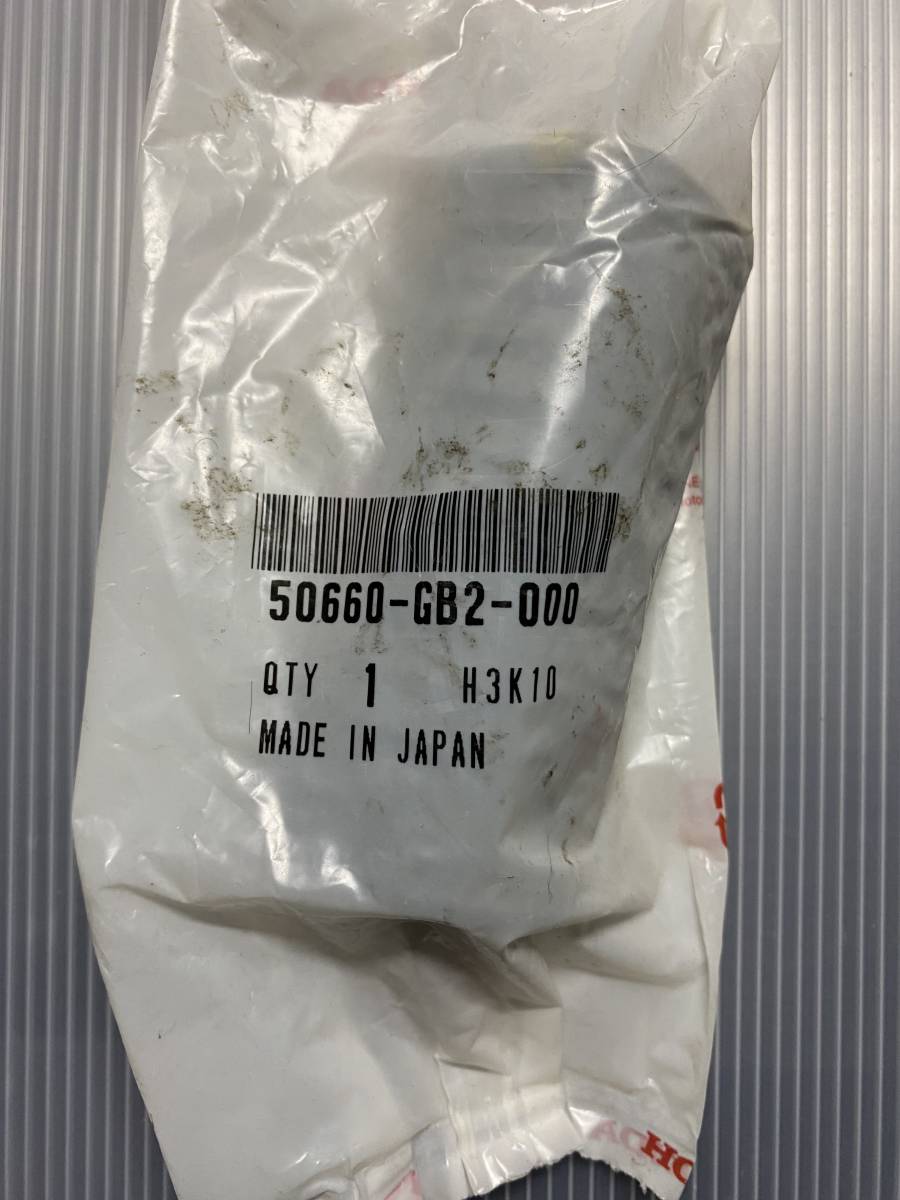 50660-GB2-000
QTY 1 H3K10
MADE IN JAPAN